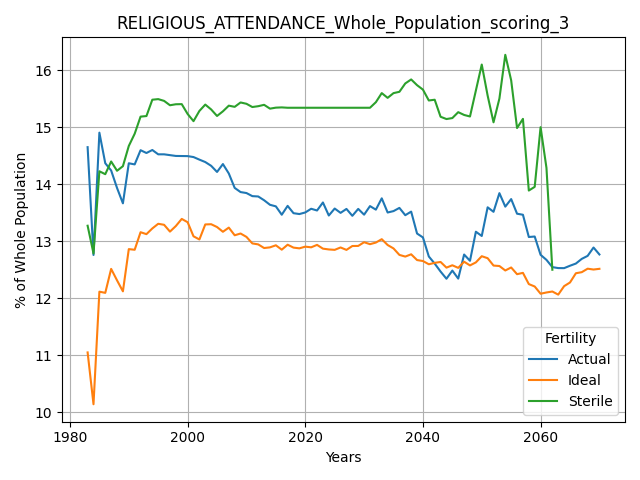 RELIGIOUS_ATTENDANCE_Whole_Population_scoring_3
% of Whole Population
16
15
14
13
12
11
10
1980
2000
2020
2040
2060
Years
Fertility
Actual
Ideal
Sterile